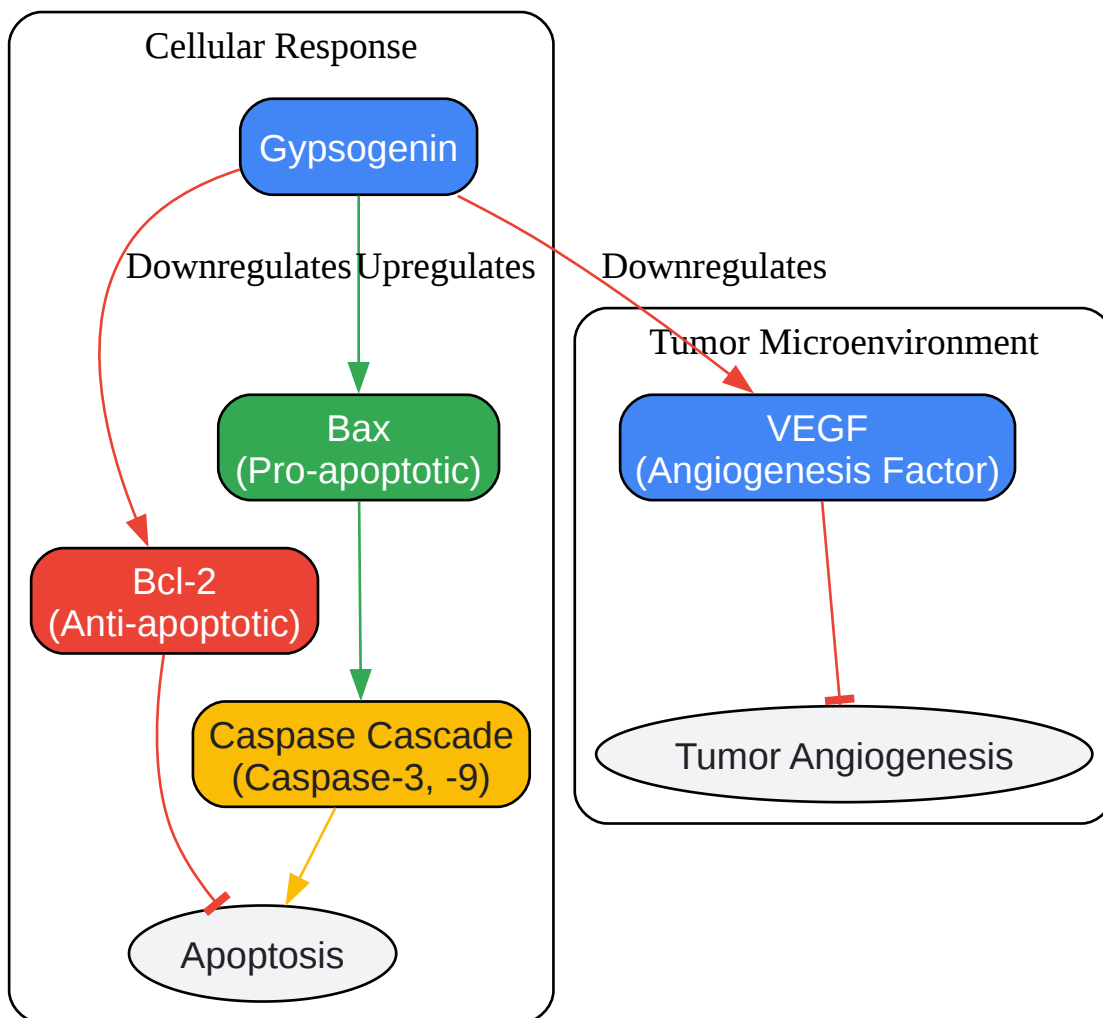 Cellular Response
Gypsogenin
Downregulates
Upregulates
Downregulates
Tumor Microenvironment
Bax
(Pro-apoptotic)
VEGF
(Angiogenesis Factor)
Bcl-2
(Anti-apoptotic)
Caspase Cascade
(Caspase-3, -9)
Tumor Angiogenesis
Apoptosis